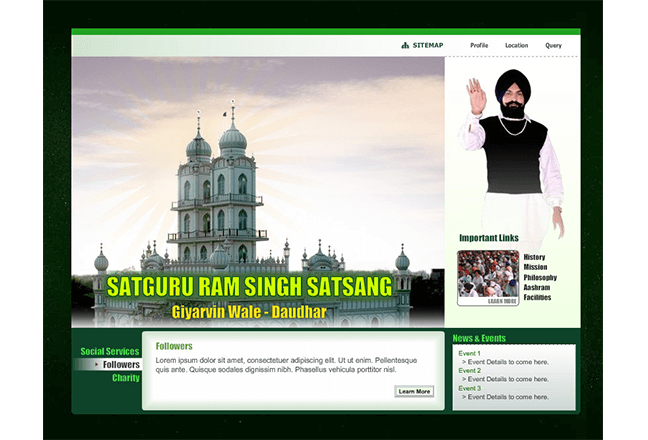 SITEMAP
Profile
Location
Query
SATGURU RAM SINGH SATSANG
Giyarvin Wale - Daudhar
Important Links
LEARN MORE
History
Mission
Philosophy
Aashram
Facilities
Social Services
Followers
Charity
Followers
Lorem ipsum dolor sit amet, consectetuer adipiscing elit. Ut ut enim. Pellentesque
quis ante. Quisque sodales dignissim nibh. Phasellus vehicula porttitor nisl.
Learn More
News & Events
Event 1
> Event Details to come here.
Event 2
> Event Details to come here.
Event 3
> Event Details to come here.